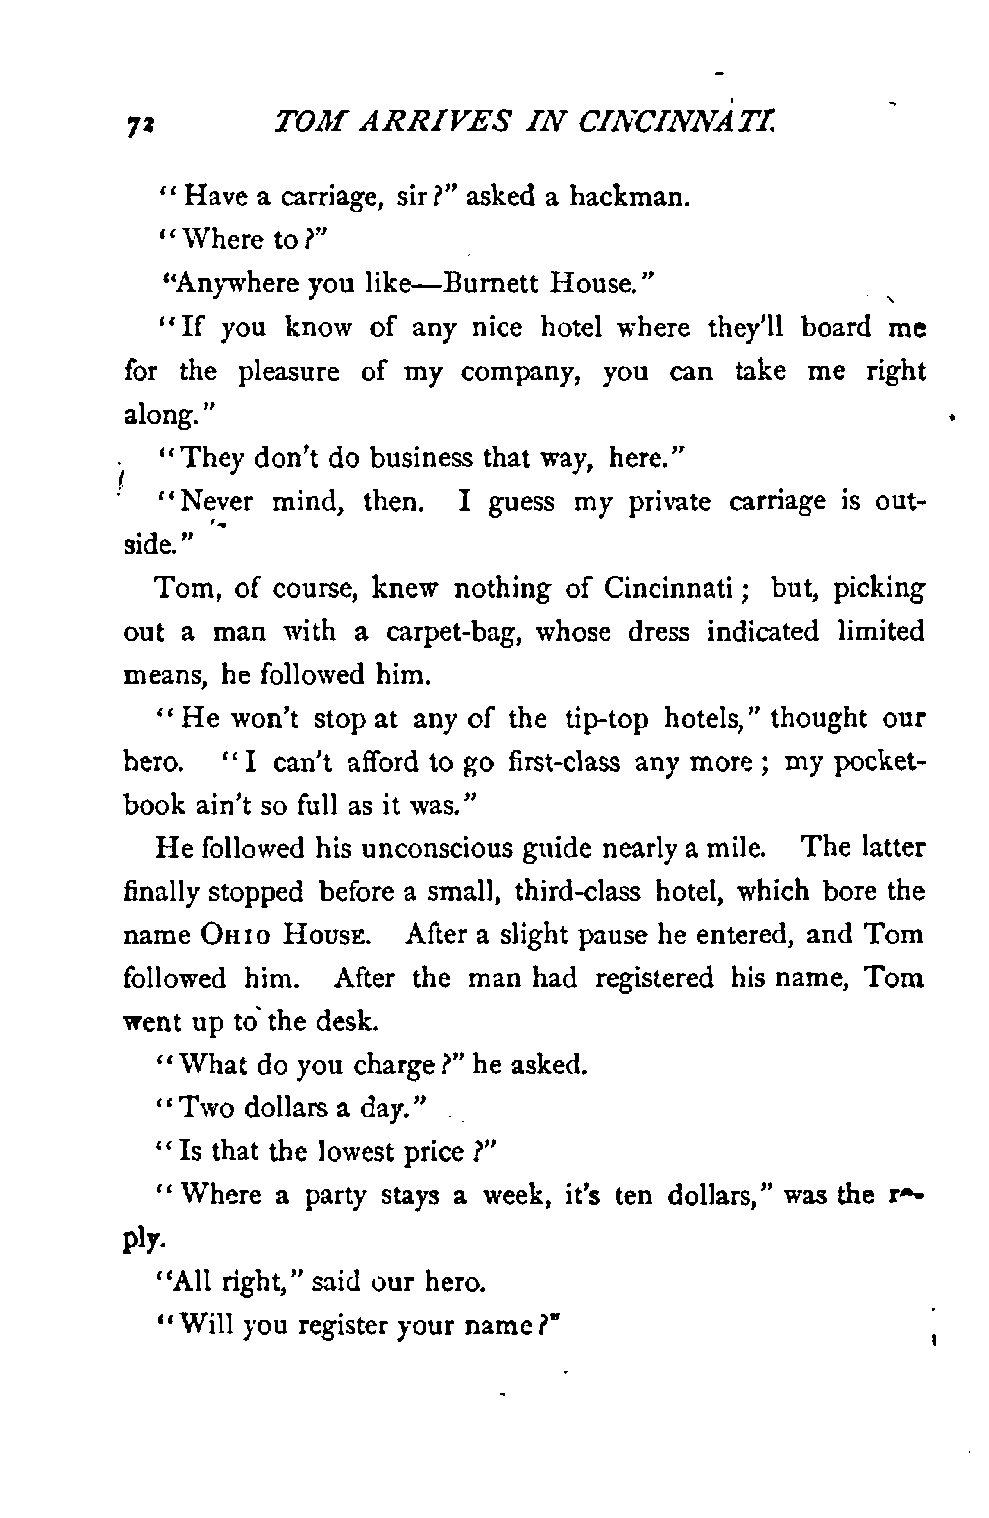 72 TOM ARRIVES IN CINCINNATI.
"Have a carriage, sir?" asked a hackman.
"Where to?"
"Anywhere you like—Burnett House."
"If you know of any nice hotel where they'll board me
for the pleasure of my company, you can take me right
along."
"They don't do business that way, here."
"Never mind, then. I guess my private carriage is out-
side."
Tom, of course, knew nothing of Cincinnati; but, picking
out a man with a carpet-bag, whose dress indicated limited
means, he followed him.
"He won't stop at any of the tip-top hotels," thought our
hero. "I can't afford to go first-class any more; my pocket-
book ain't so full as it was."
He followed his unconscious guide nearly a mile. The latter
finally stopped before a small, third-class hotel, which bore the
name OHIO HOUSE. After a slight pause he entered, and Tom
followed him. After the man had registered his name, Tom
went up to the desk.
"What do you charge?" he asked.
"Two dollars a day."
"Is that the lowest price?"
"Where a party stays a week, it's ten dollars," was the re-
ply.
"All right," said our hero.
"Will you register your name?"